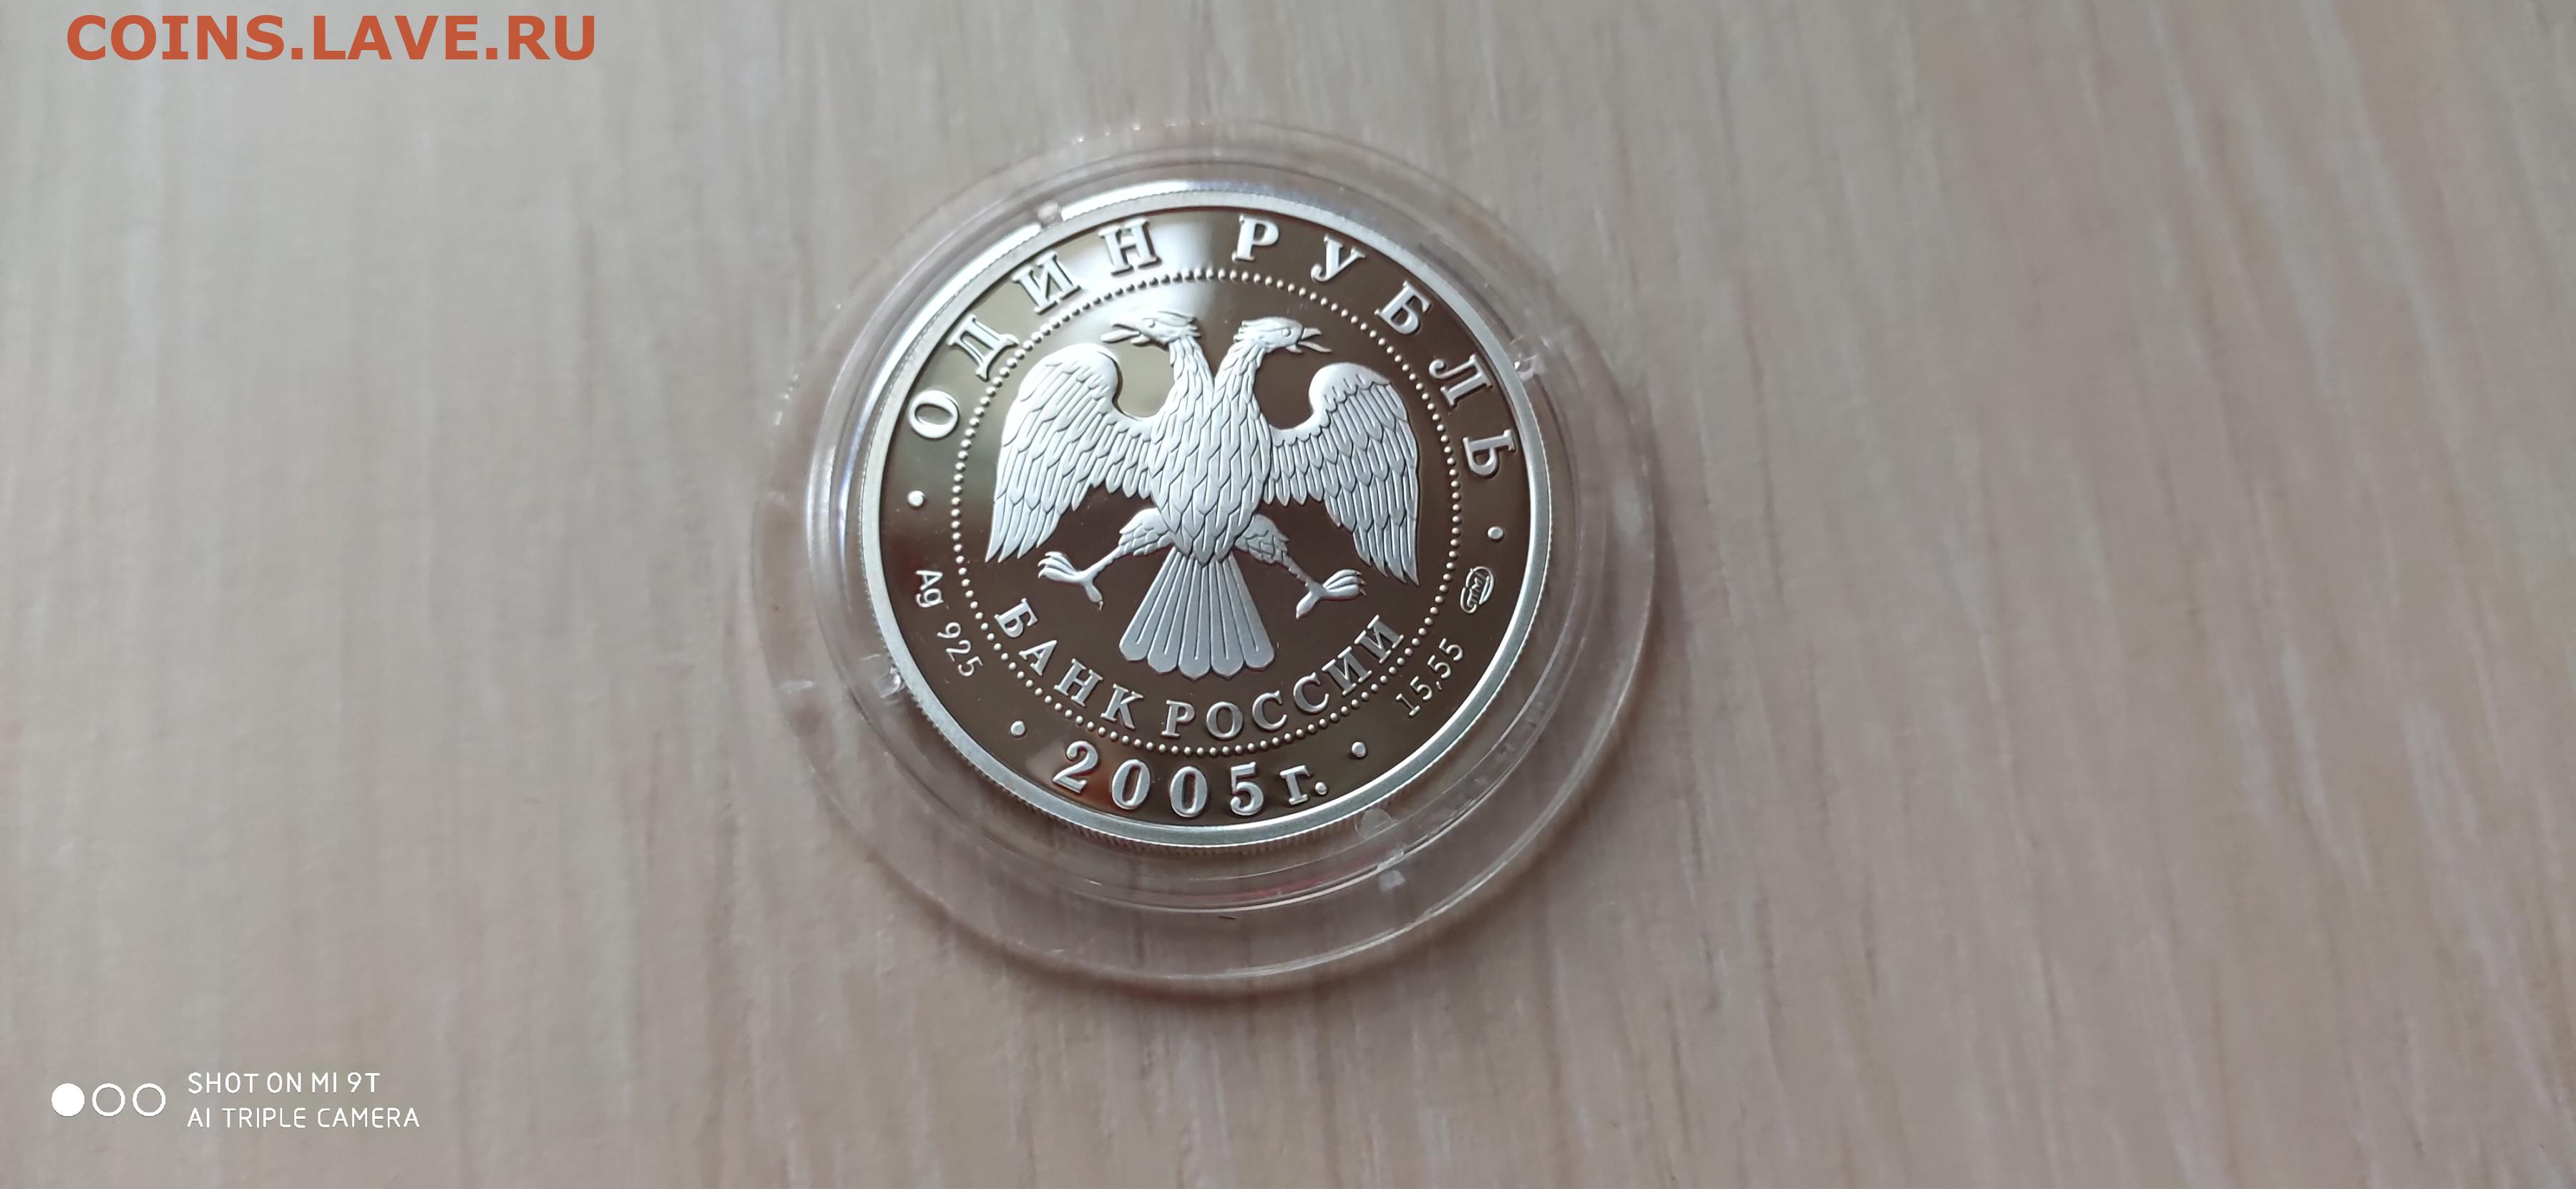 COINS.LAVE.RU
ОДИН РУБЛЬ
Ag 925
БАНК РОССИИ
15,55
2005г.
SHOT ON MI 9T
AI TRIPLE CAMERA